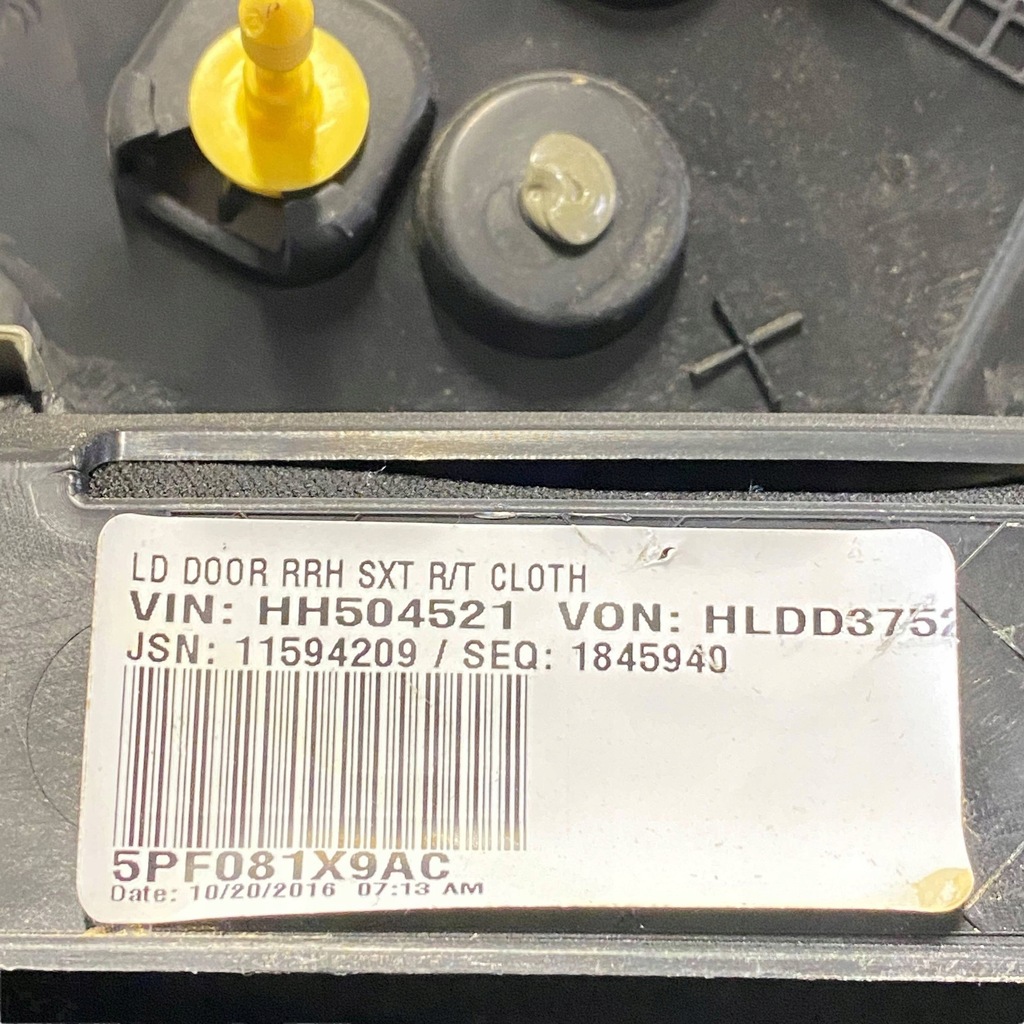 LD DOOR RRH SXT R/T CLOTH
VIN: HH504521 VON: HLDD3752
JSN: 11594209 / SEQ: 1845940
5PF081X9AC
Date: 10/20/2016 07:13 AM